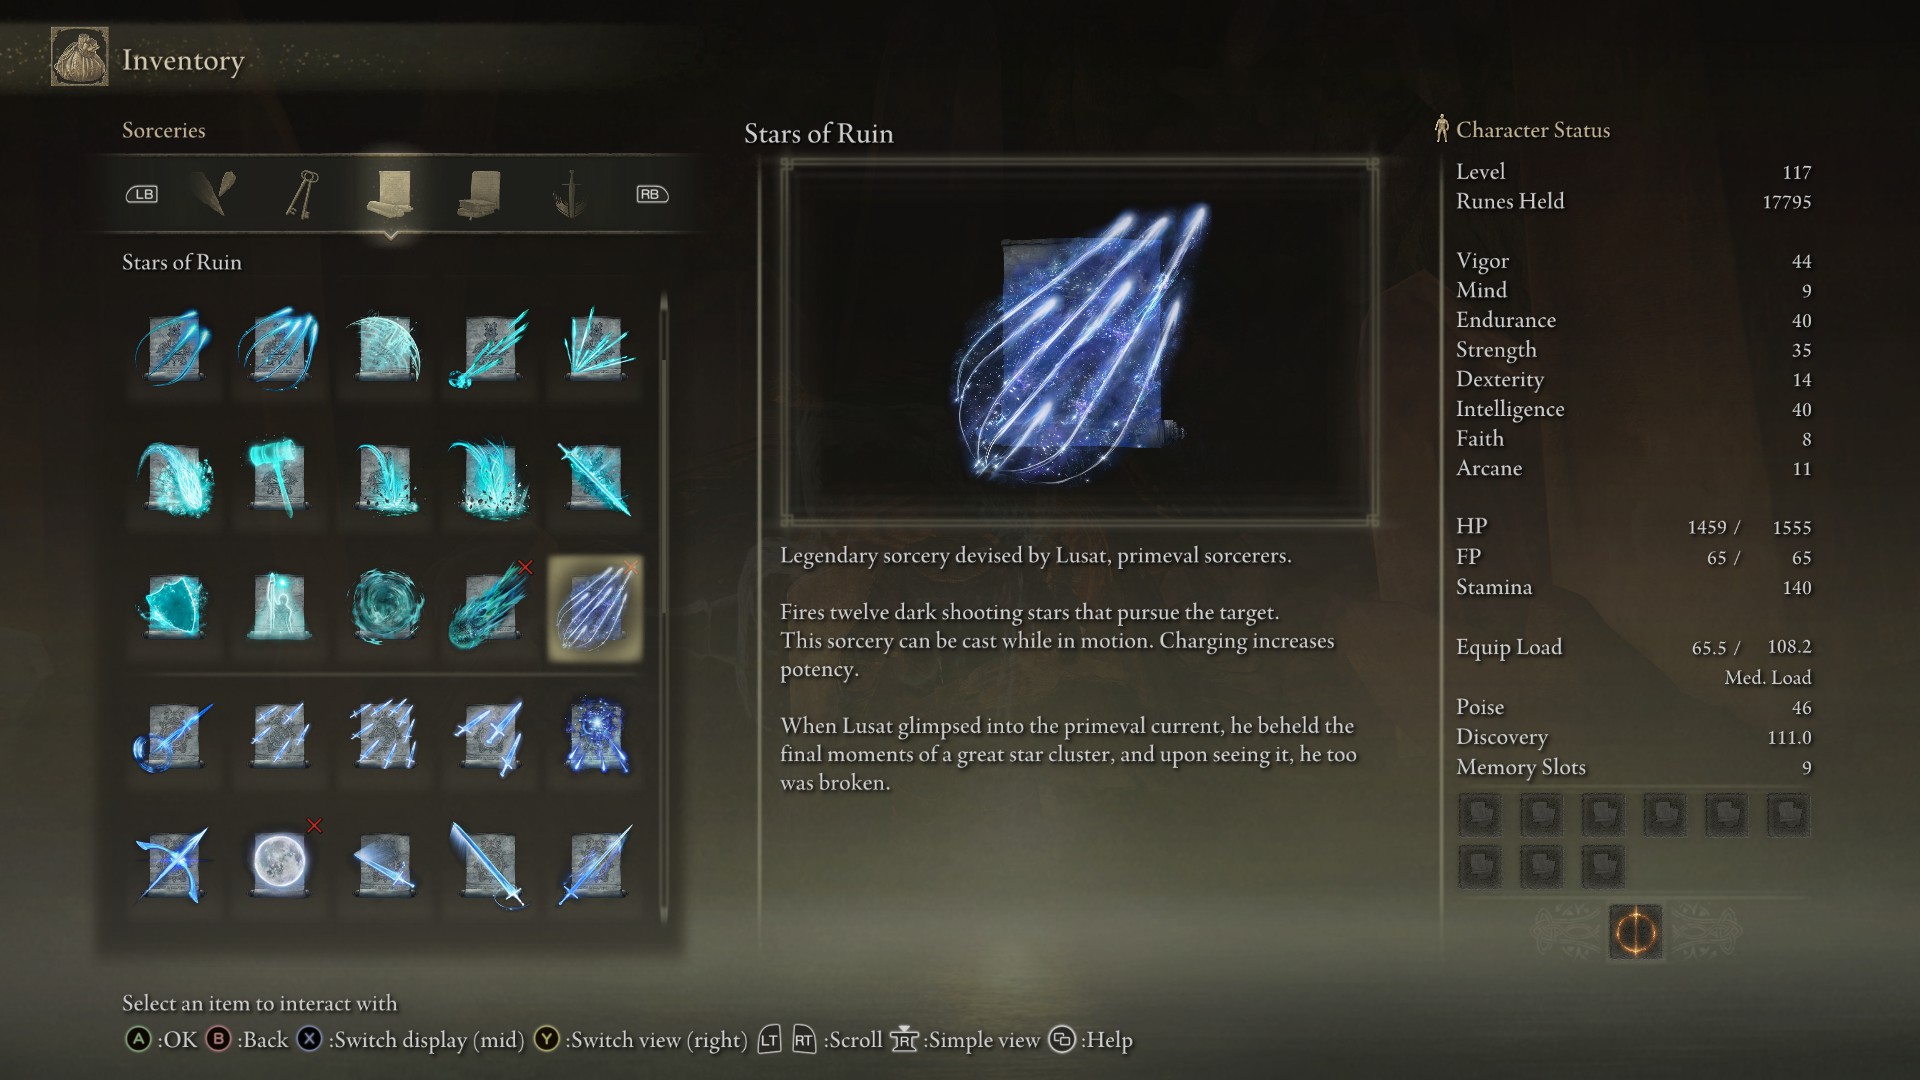 Inventory
Sorceries
LB
RB
Stars of Ruin
Stars of Ruin
Legendary sorcery devised by Lusat, primeval sorcerers.
Fires twelve dark shooting stars that pursue the target.
This sorcery can be cast while in motion. Charging increases
potency.
When Lusat glimpsed into the primeval current, he beheld the
final moments of a great star cluster, and upon seeing it, he too
was broken.
Character Status
Level 117
Runes Held 17795
Vigor 44
Mind 9
Endurance 40
Strength 35
Dexterity 14
Intelligence 40
Faith 8
Arcane 11
HP 1459 / 1555
FP 65 / 65
Stamina 140
Equip Load 65.5 / 108.2
Med. Load
Poise 46
Discovery 111.0
Memory Slots 9
Select an item to interact with
A :OK B :Back X :Switch display (mid) Y :Switch view (right) LT RT :Scroll R :Simple view :Help